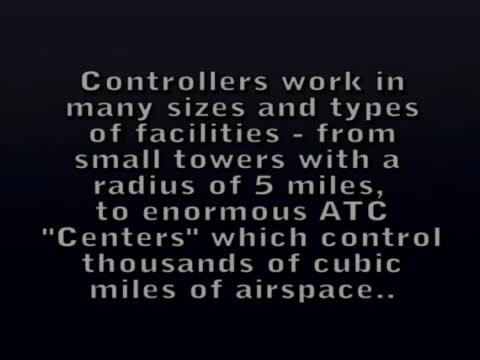 Controllers work in
many sizes and types
of facilities - from
small towers with a
radius of 5 miles,
to enormous ATC
"Centers" which control
thousands of cubic
miles of airspace..